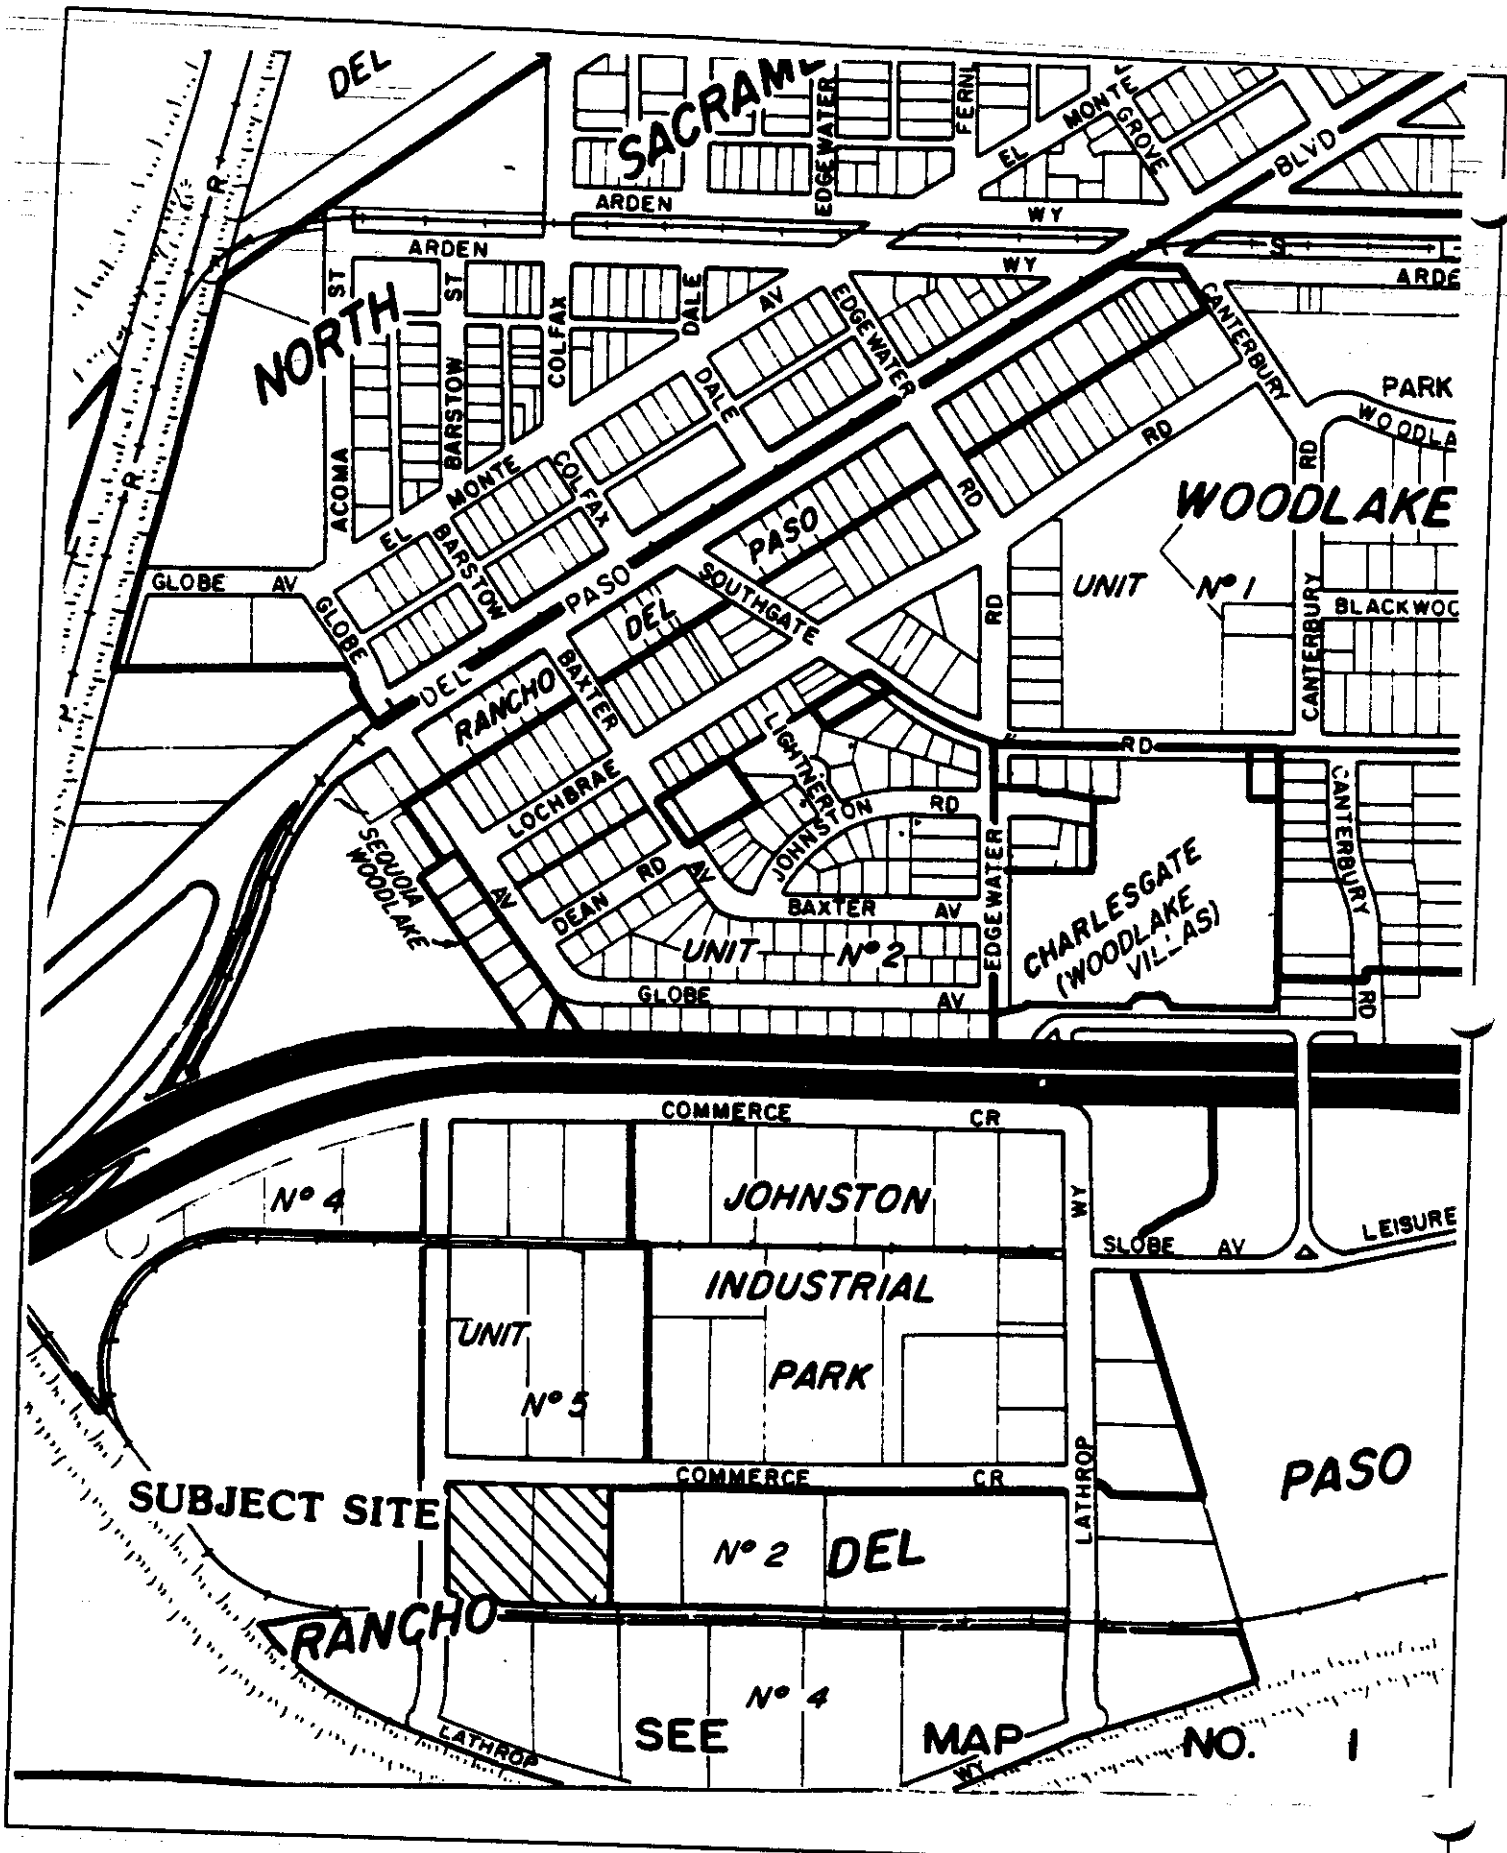 DEL
SACRAME
EDGEWATER
FERN
EL
MONTE
GROVE
BLVD
ARDEN
WY
ARDEN
WY
ARDE
R
S.
NORTH
ST
ST
COLFAX
DALE
AV
EDGEWATER
CANTERBURY
PARK
WOODLA
BARSTOW
DALE
RD
ACOMA
MONTE
COLFAX
RD
RD
WOODLAKE
R
EL
BARSTOW
PASO
GLOBE AV
GLOBE
PASO
SOUTHGATE
UNIT Nº 1
DEL
RD
CANTERBURY
BLACKWOO
DEL
BAXTER
RANCHO
LIGHTNER
RD
LOCHBRAE
JOHNSTON RD
CANTERBURY
SEQUOIA
WOODLAKE
AV
DEAN RD
AV
BAXTER AV
EDGEWATER
CHARLESGATE
(WOODLAKE
VILLAS)
UNIT Nº 2
GLOBE AV
RD
COMMERCE CR
Nº 4
JOHNSTON
WY
SLOBE AV
LEISURE
INDUSTRIAL
UNIT
Nº 5
PARK
COMMERCE CR
LATHROP
PASO
SUBJECT SITE
Nº 2
DEL
RANCHO
Nº 4
LATHROP
SEE MAP NO. 1
WY